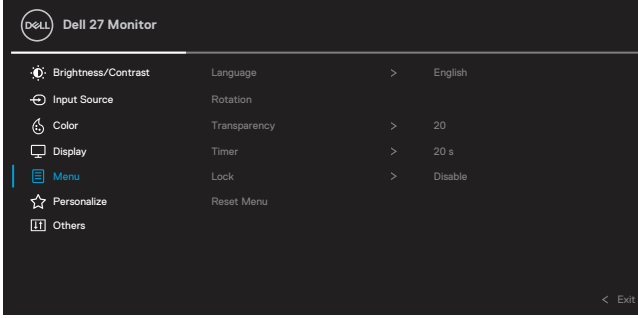 DELL Dell 27 Monitor
Brightness/Contrast Language > English
Input Source Rotation
Color Transparency > 20
Display Timer > 20 s
Menu Lock > Disable
Personalize Reset Menu
Others
< Exit